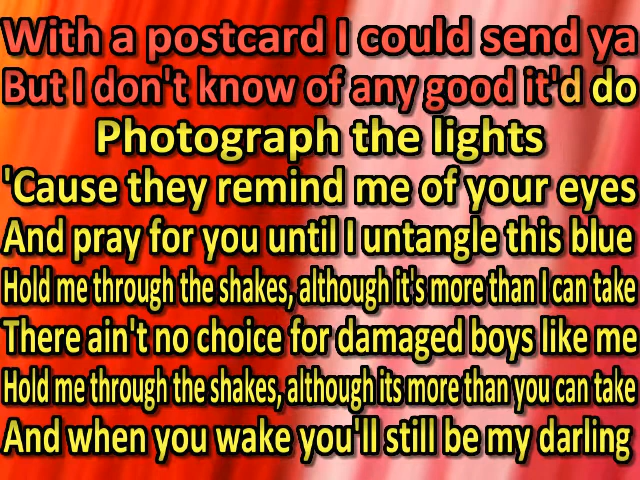 With a postcard I could send ya
But I don't know of any good it'd do
Photograph the lights
'Cause they remind me of your eyes
And pray for you until I untangle this blue
Hold me through the shakes, although it's more than I can take
There ain't no choice for damaged boys like me
Hold me through the shakes, although its more than you can take
And when you wake you'll still be my darling